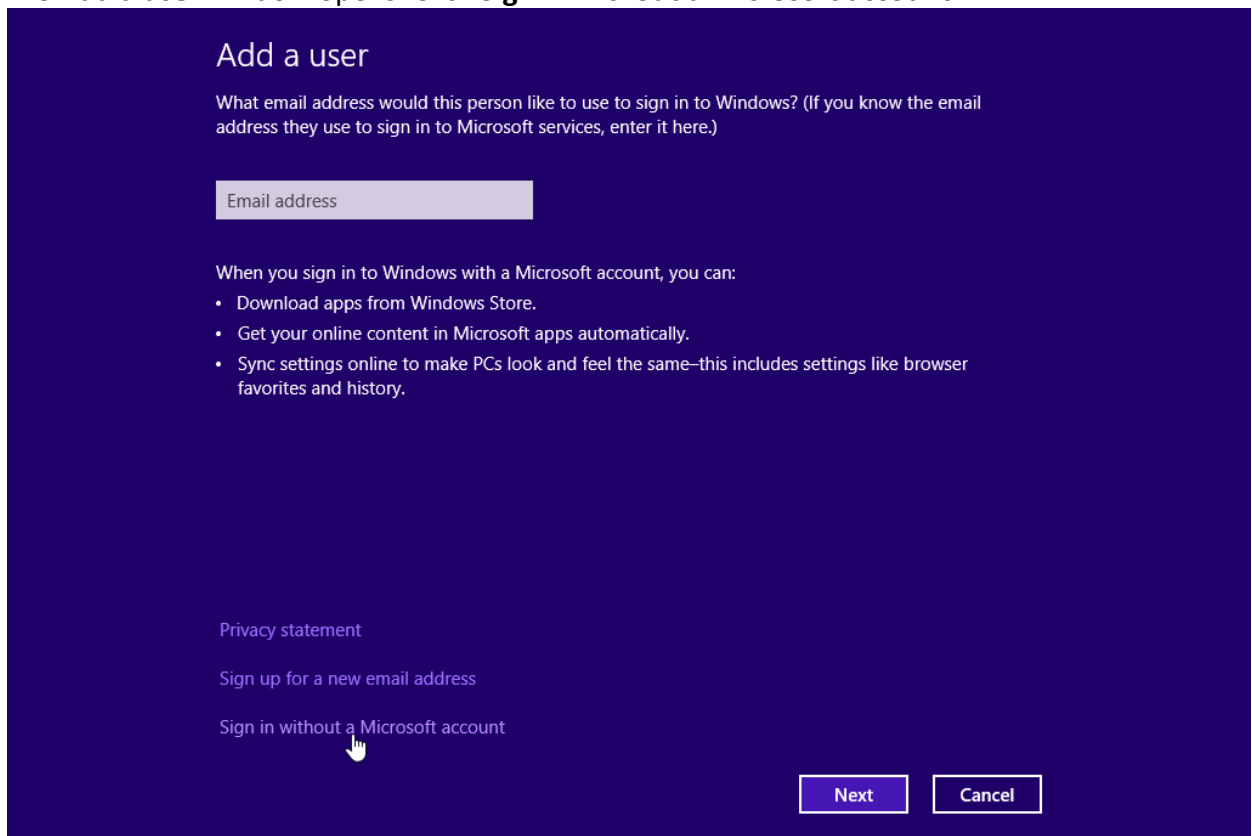 Add a user
What email address would this person like to use to sign in to Windows? (If you know the email
address they use to sign in to Microsoft services, enter it here.)
Email address
When you sign in to Windows with a Microsoft account, you can:
• Download apps from Windows Store.
• Get your online content in Microsoft apps automatically.
• Sync settings online to make PCs look and feel the same–this includes settings like browser
favorites and history.
Privacy statement
Sign up for a new email address
Sign in without a Microsoft account
Next Cancel